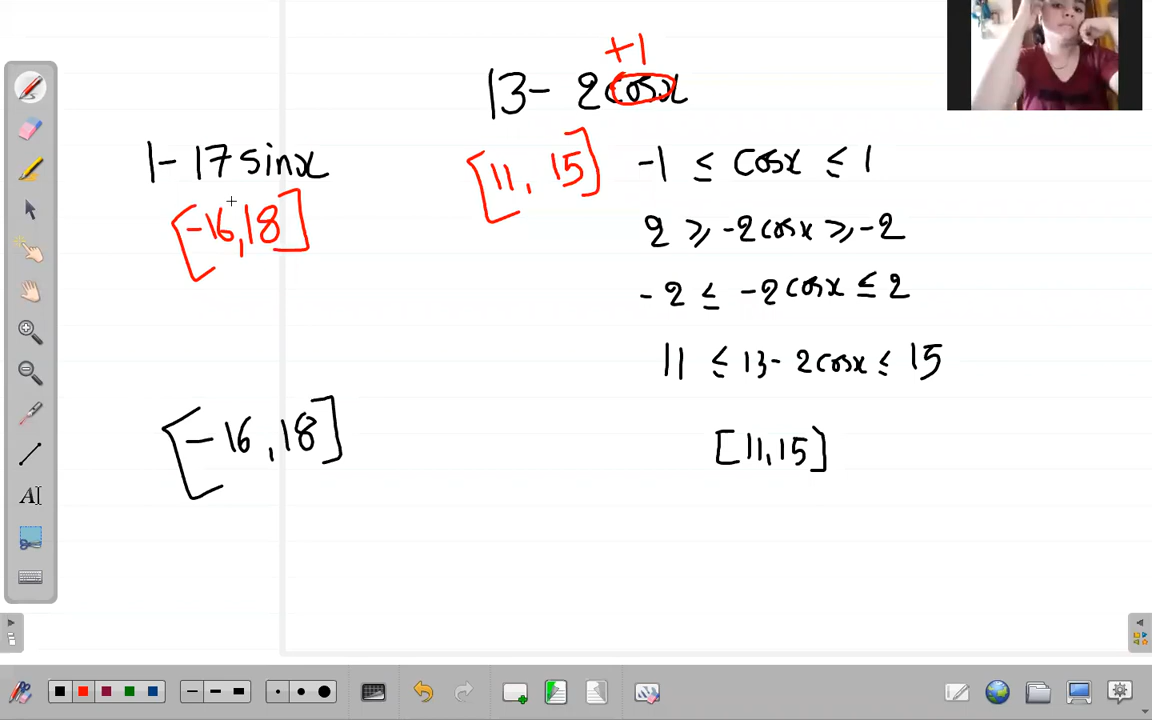 +1
13- 2cosx
1- 17sinx
[-16,18]
[11, 15]
-1 ≤ cosx ≤ 1
2 ≥ -2cosx ≥ -2
-2 ≤ -2cosx ≤ 2
11 ≤ 13- 2cosx ≤ 15
[-16,18]
[11,15]
A